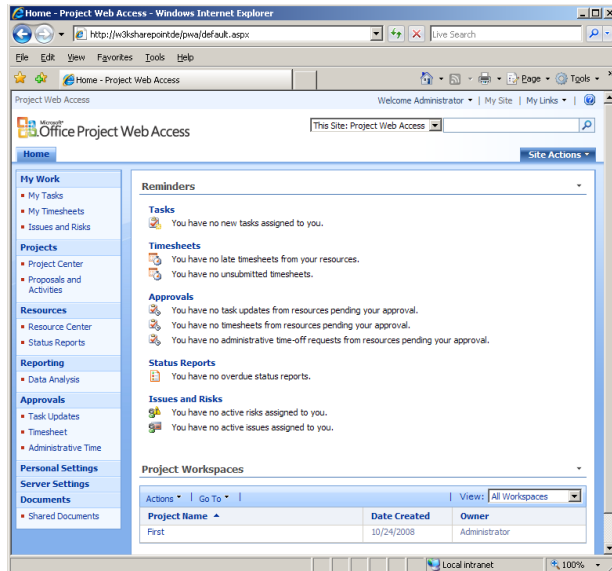 Home - Project Web Access - Windows Internet Explorer
http://w3ksharepointde/pwa/default.aspx
Live Search
File Edit View Favorites Tools Help
Home - Project Web Access
Page Tools
Project Web Access
Welcome Administrator | My Site | My Links |
Microsoft
Office Project Web Access
This Site: Project Web Access
Home
Site Actions
My Work
My Tasks
My Timesheets
Issues and Risks
Projects
Project Center
Proposals and
Activities
Resources
Resource Center
Status Reports
Reporting
Data Analysis
Approvals
Task Updates
Timesheet
Administrative Time
Personal Settings
Server Settings
Documents
Shared Documents
Reminders
Tasks
You have no new tasks assigned to you.
Timesheets
You have no late timesheets from your resources.
You have no unsubmitted timesheets.
Approvals
You have no task updates from resources pending your approval.
You have no timesheets from resources pending your approval.
You have no administrative time-off requests from resources pending your approval.
Status Reports
You have no overdue status reports.
Issues and Risks
You have no active risks assigned to you.
You have no active issues assigned to you.
Project Workspaces
Actions | Go To | | View: All Workspaces
Project Name Date Created Owner
First 10/24/2008 Administrator
Local intranet 100%